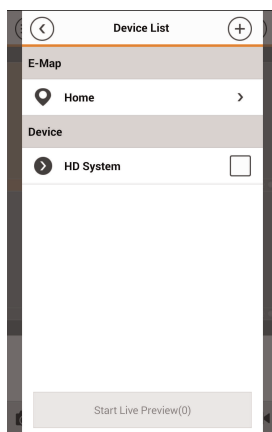 Device List
E-Map
Home
Device
HD System
Start Live Preview(0)